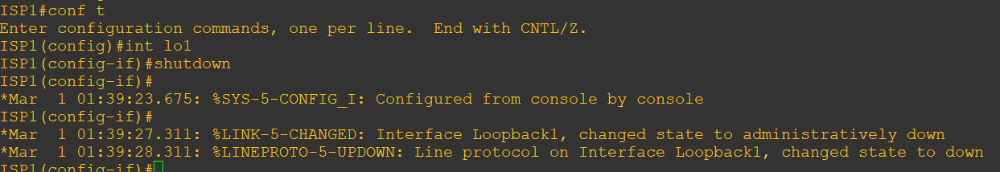 ISP1#conf t
Enter configuration commands, one per line.  End with CNTL/Z.
ISP1(config)#int lo1
ISP1(config-if)#shutdown
ISP1(config-if)#
*Mar  1 01:39:23.675: %SYS-5-CONFIG_I: Configured from console by console
ISP1(config-if)#
*Mar  1 01:39:27.311: %LINK-5-CHANGED: Interface Loopback1, changed state to administratively down
*Mar  1 01:39:28.311: %LINEPROTO-5-UPDOWN: Line protocol on Interface Loopback1, changed state to down
ISP1(config-if)#